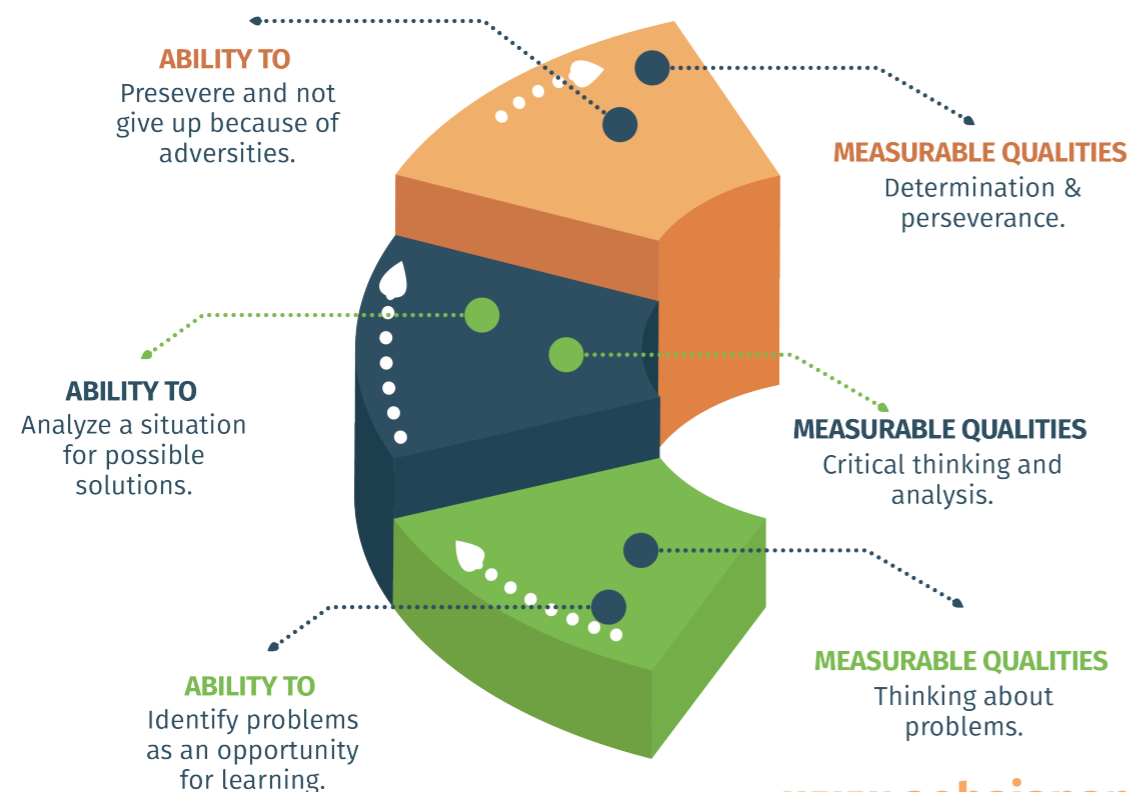 ABILITY TO
Presevere and not
give up because of
adversities.
MEASURABLE QUALITIES
Determination &
perseverance.
ABILITY TO
Analyze a situation
for possible
solutions.
MEASURABLE QUALITIES
Critical thinking and
analysis.
ABILITY TO
Identify problems
as an opportunity
for learning.
MEASURABLE QUALITIES
Thinking about
problems.